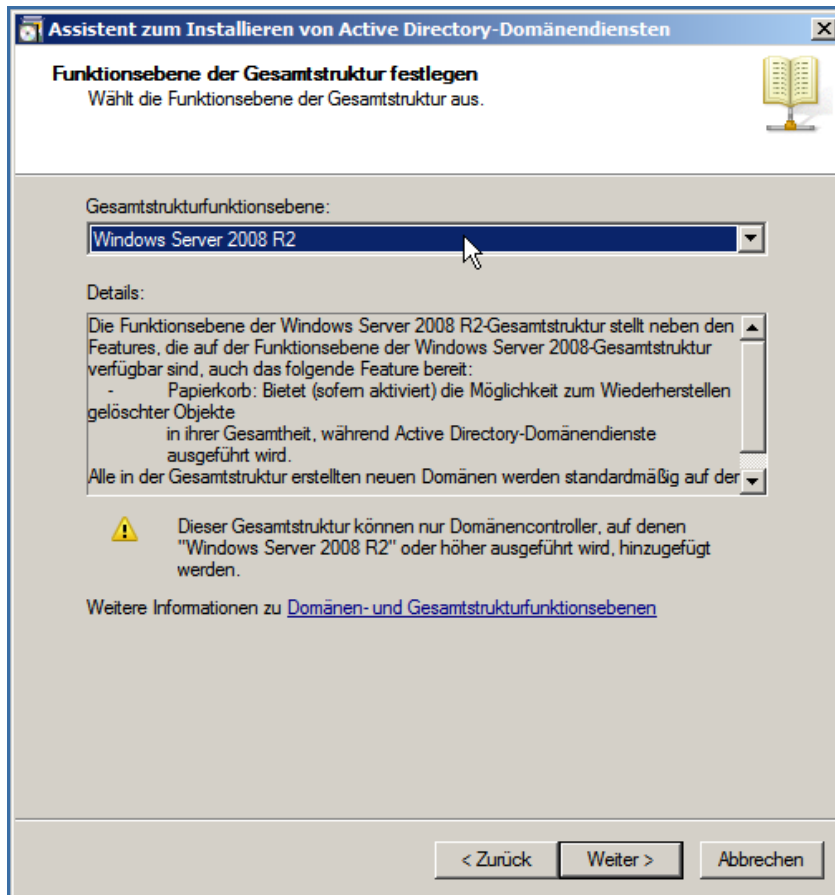 Assistent zum Installieren von Active Directory-Domänendiensten
Funktionsebene der Gesamtstruktur festlegen
Wählt die Funktionsebene der Gesamtstruktur aus.
Gesamtstrukturfunktionsebene:
Windows Server 2008 R2
Details:
Die Funktionsebene der Windows Server 2008 R2-Gesamtstruktur stellt neben den
Features, die auf der Funktionsebene der Windows Server 2008-Gesamtstruktur
verfügbar sind, auch das folgende Feature bereit:
- Papierkorb: Bietet (sofern aktiviert) die Möglichkeit zum Wiederherstellen
gelöschter Objekte
in ihrer Gesamtheit, während Active Directory-Domänendienste
ausgeführt wird.
Alle in der Gesamtstruktur erstellten neuen Domänen werden standardmäßig auf der
Dieser Gesamtstruktur können nur Domänencontroller, auf denen
"Windows Server 2008 R2" oder höher ausgeführt wird, hinzugefügt
werden.
Weitere Informationen zu Domänen- und Gesamtstrukturfunktionsebenen
< Zurück Weiter > Abbrechen